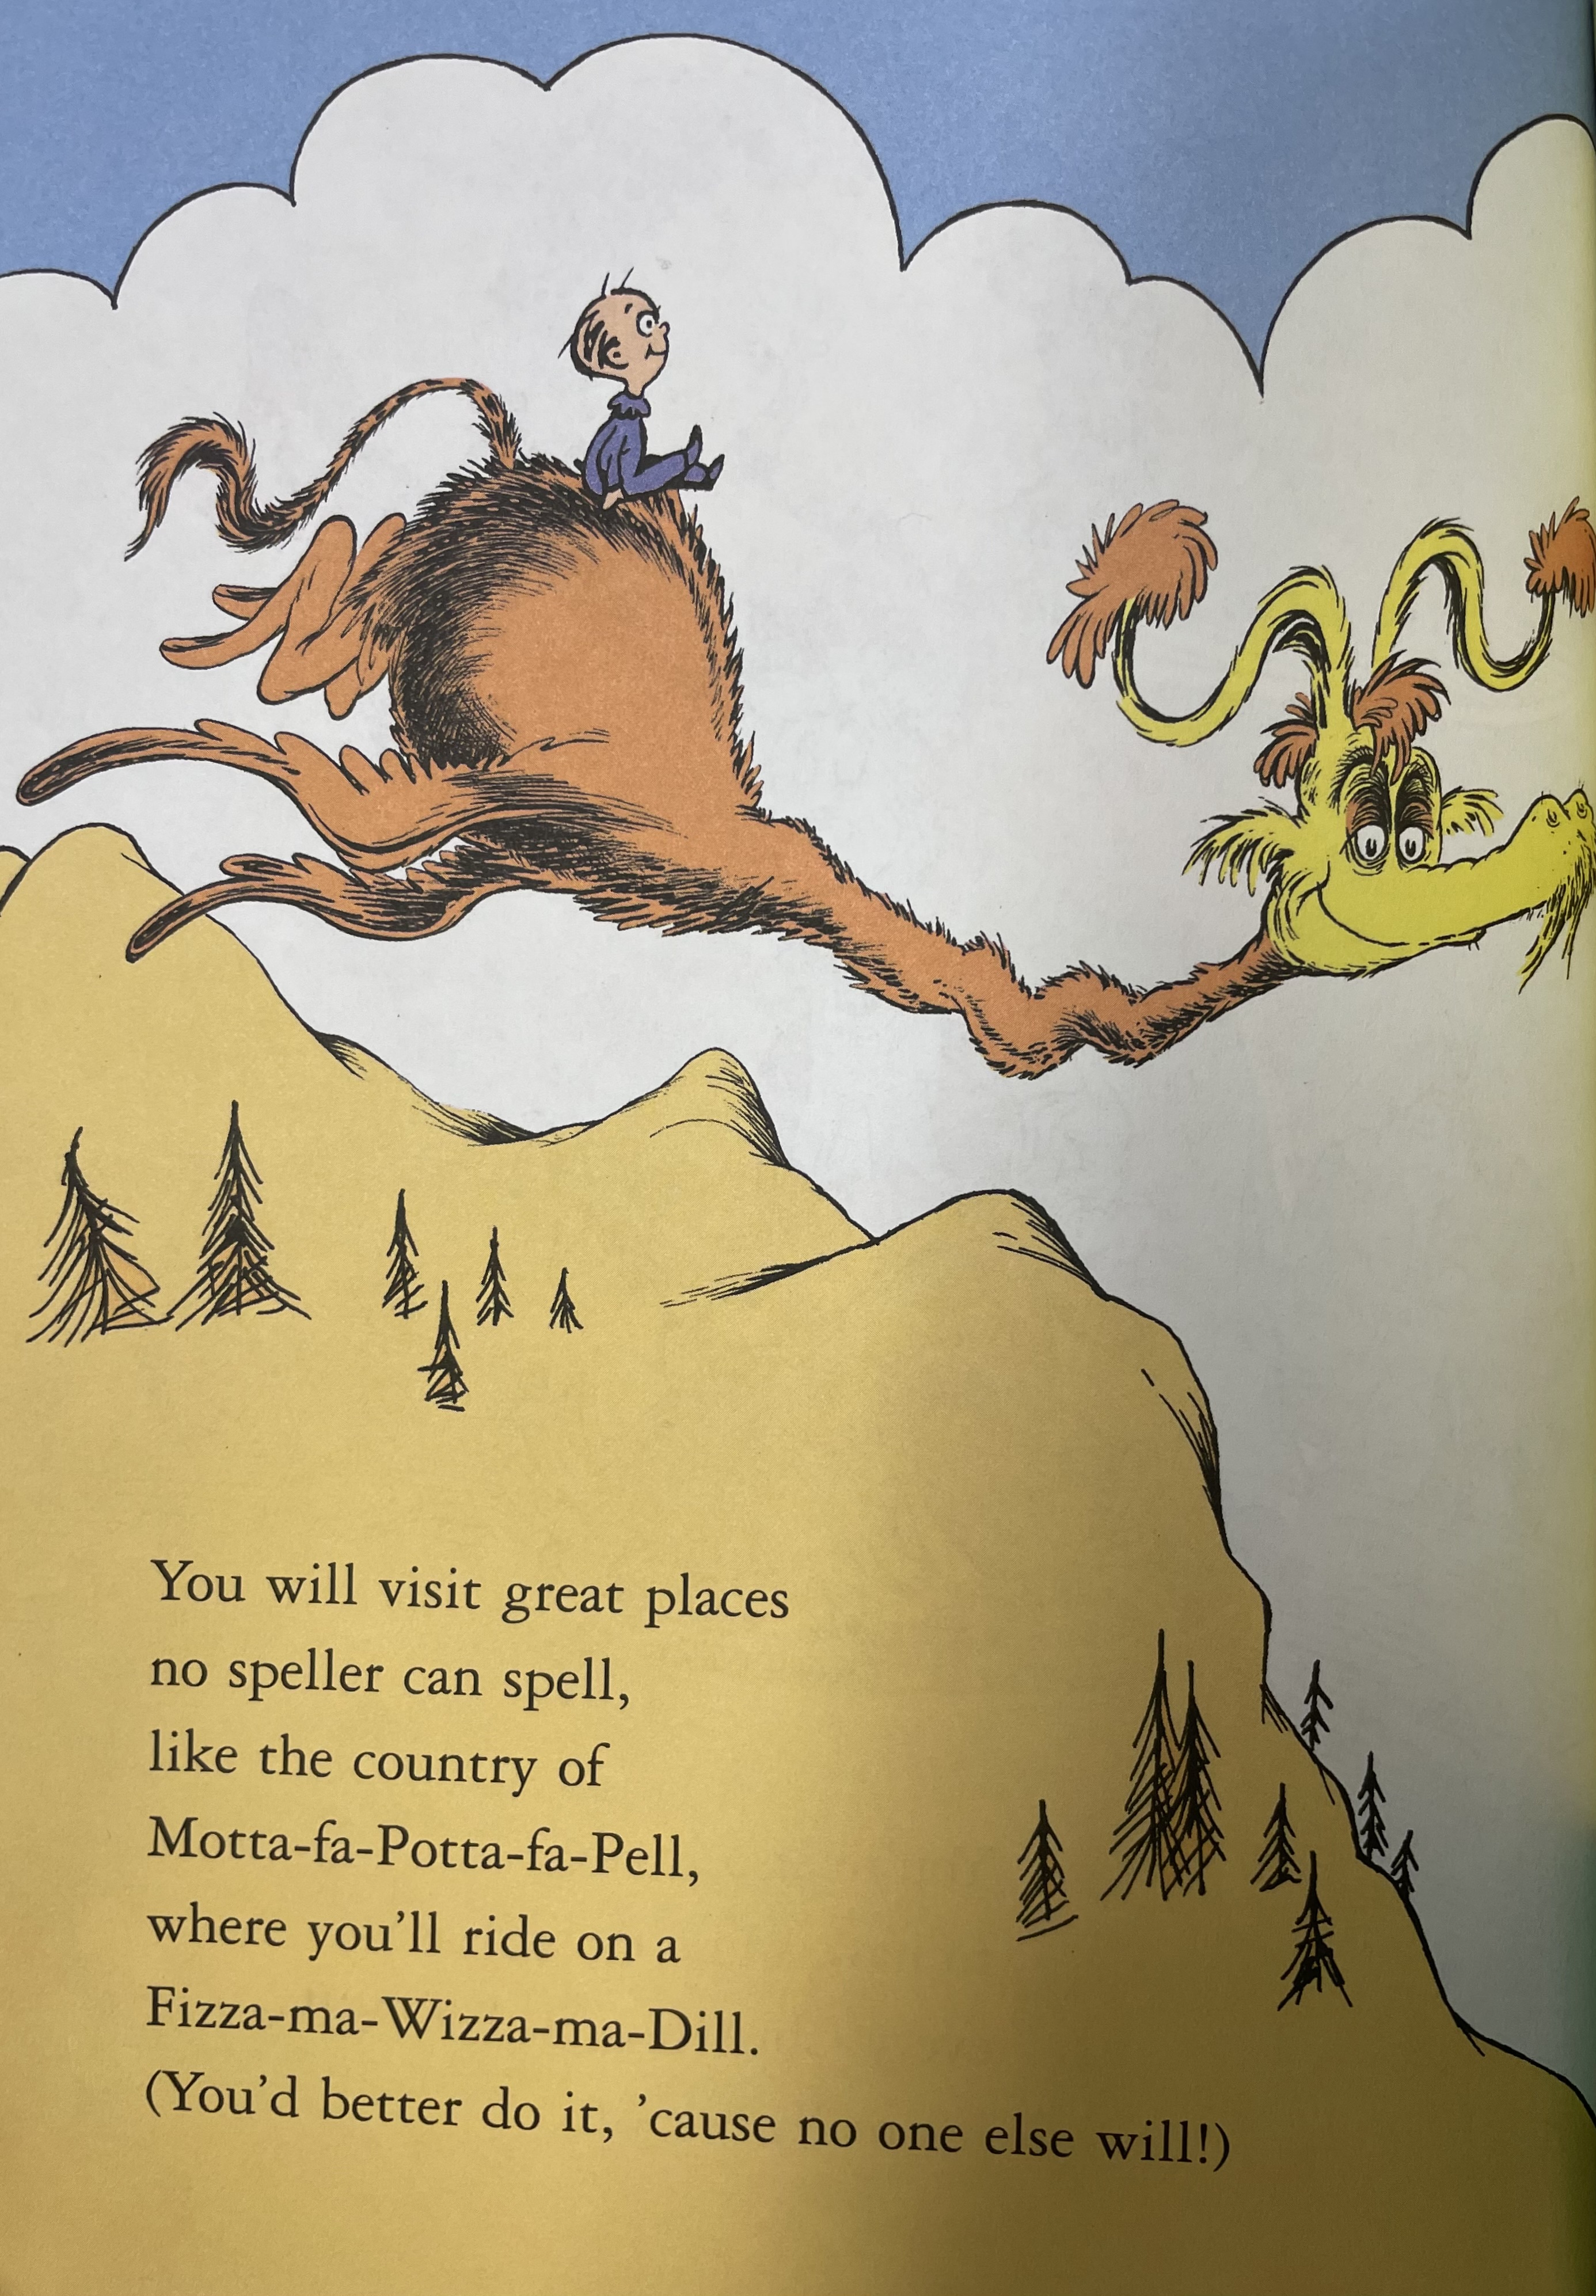 You will visit great places
no speller can spell,
like the country of
Motta-fa-Potta-fa-Pell,
where you’ll ride on a
Fizza-ma-Wizza-ma-Dill.
(You’d better do it, ’cause no one else will!)